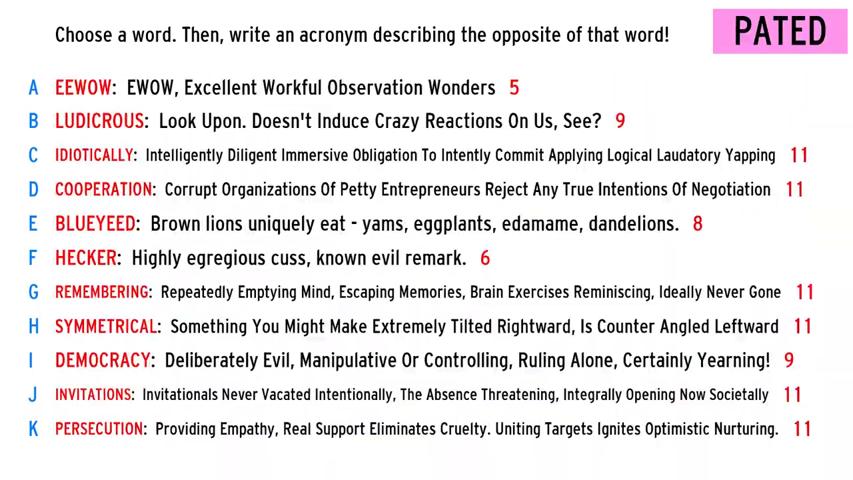 Choose a word. Then, write an acronym describing the opposite of that word!
PATED
A EEWOW: EWOW, Excellent Workful Observation Wonders 5
B LUDICROUS: Look Upon. Doesn't Induce Crazy Reactions On Us, See? 9
C IDIOTICALLY: Intelligently Diligent Immersive Obligation To Intently Commit Applying Logical Laudatory Yapping 11
D COOPERATION: Corrupt Organizations Of Petty Entrepreneurs Reject Any True Intentions Of Negotiation 11
E BLUEYEED: Brown lions uniquely eat - yams, eggplants, edamame, dandelions. 8
F HECKER: Highly egregious cuss, known evil remark. 6
G REMEMBERING: Repeatedly Emptying Mind, Escaping Memories, Brain Exercises Reminiscing, Ideally Never Gone 11
H SYMMETRICAL: Something You Might Make Extremely Tilted Rightward, Is Counter Angled Leftward 11
I DEMOCRACY: Deliberately Evil, Manipulative Or Controlling, Ruling Alone, Certainly Yearning! 9
J INVITATIONS: Invitationals Never Vacated Intentionally, The Absence Threatening, Integrally Opening Now Societally 11
K PERSECUTION: Providing Empathy, Real Support Eliminates Cruelty. Uniting Targets Ignites Optimistic Nurturing. 11